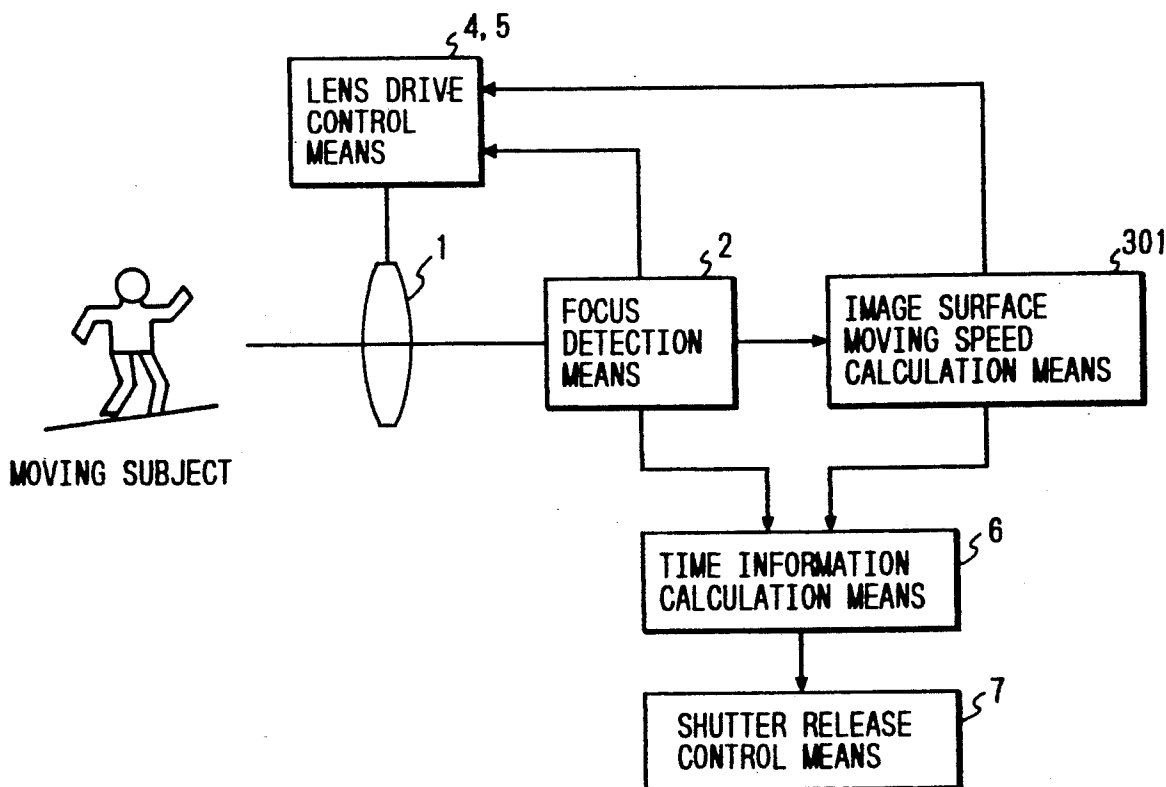 4, 5
LENS DRIVE
CONTROL
MEANS
1
2
301
FOCUS
DETECTION
MEANS
IMAGE SURFACE
MOVING SPEED
CALCULATION MEANS
MOVING SUBJECT
6
TIME INFORMATION
CALCULATION MEANS
7
SHUTTER RELEASE
CONTROL MEANS